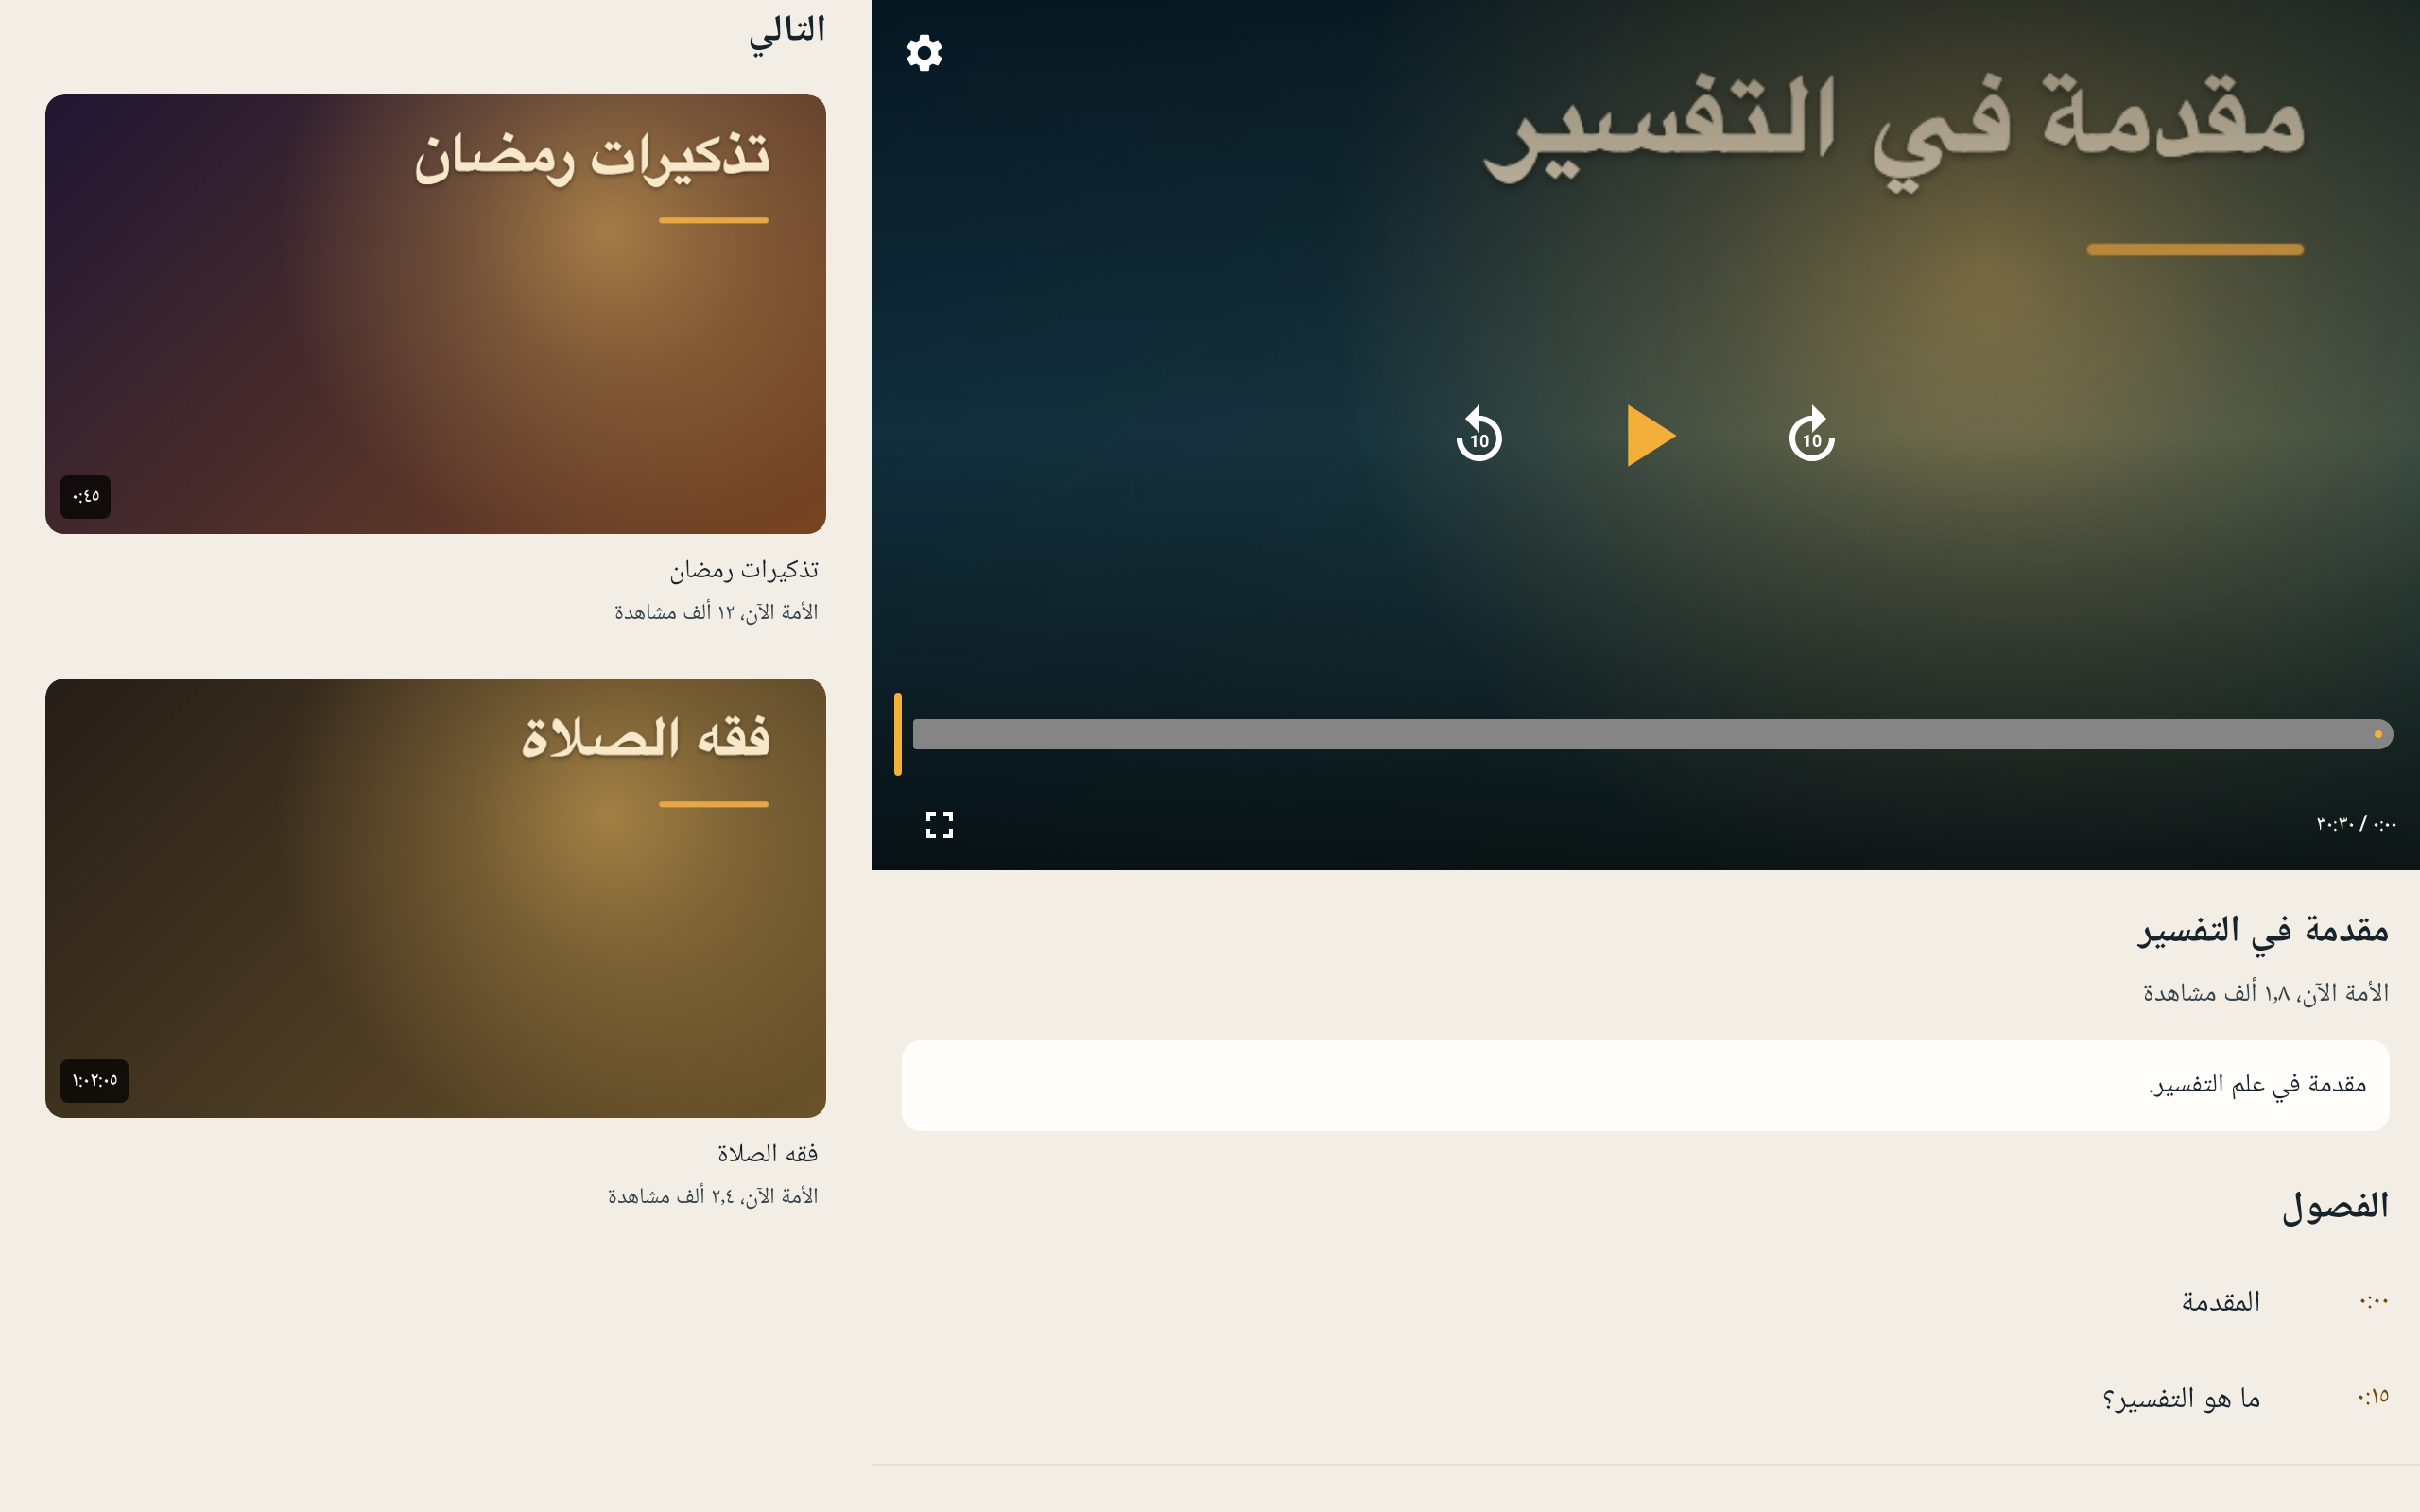 مقدمة في التفسير
10
10
٠:٠٠ / ٣٠:٣٠
مقدمة في التفسير
الأمة الآن، ١٫٨ ألف مشاهدة
مقدمة في علم التفسير.
الفصول
٠:٠٠ المقدمة
٠:١٥ ما هو التفسير؟
التالي
تذكيرات رمضان
٠:٤٥
تذكيرات رمضان
الأمة الآن، ١٢ ألف مشاهدة
فقه الصلاة
١:٠٢:٠٥
فقه الصلاة
الأمة الآن، ٢٫٤ ألف مشاهدة